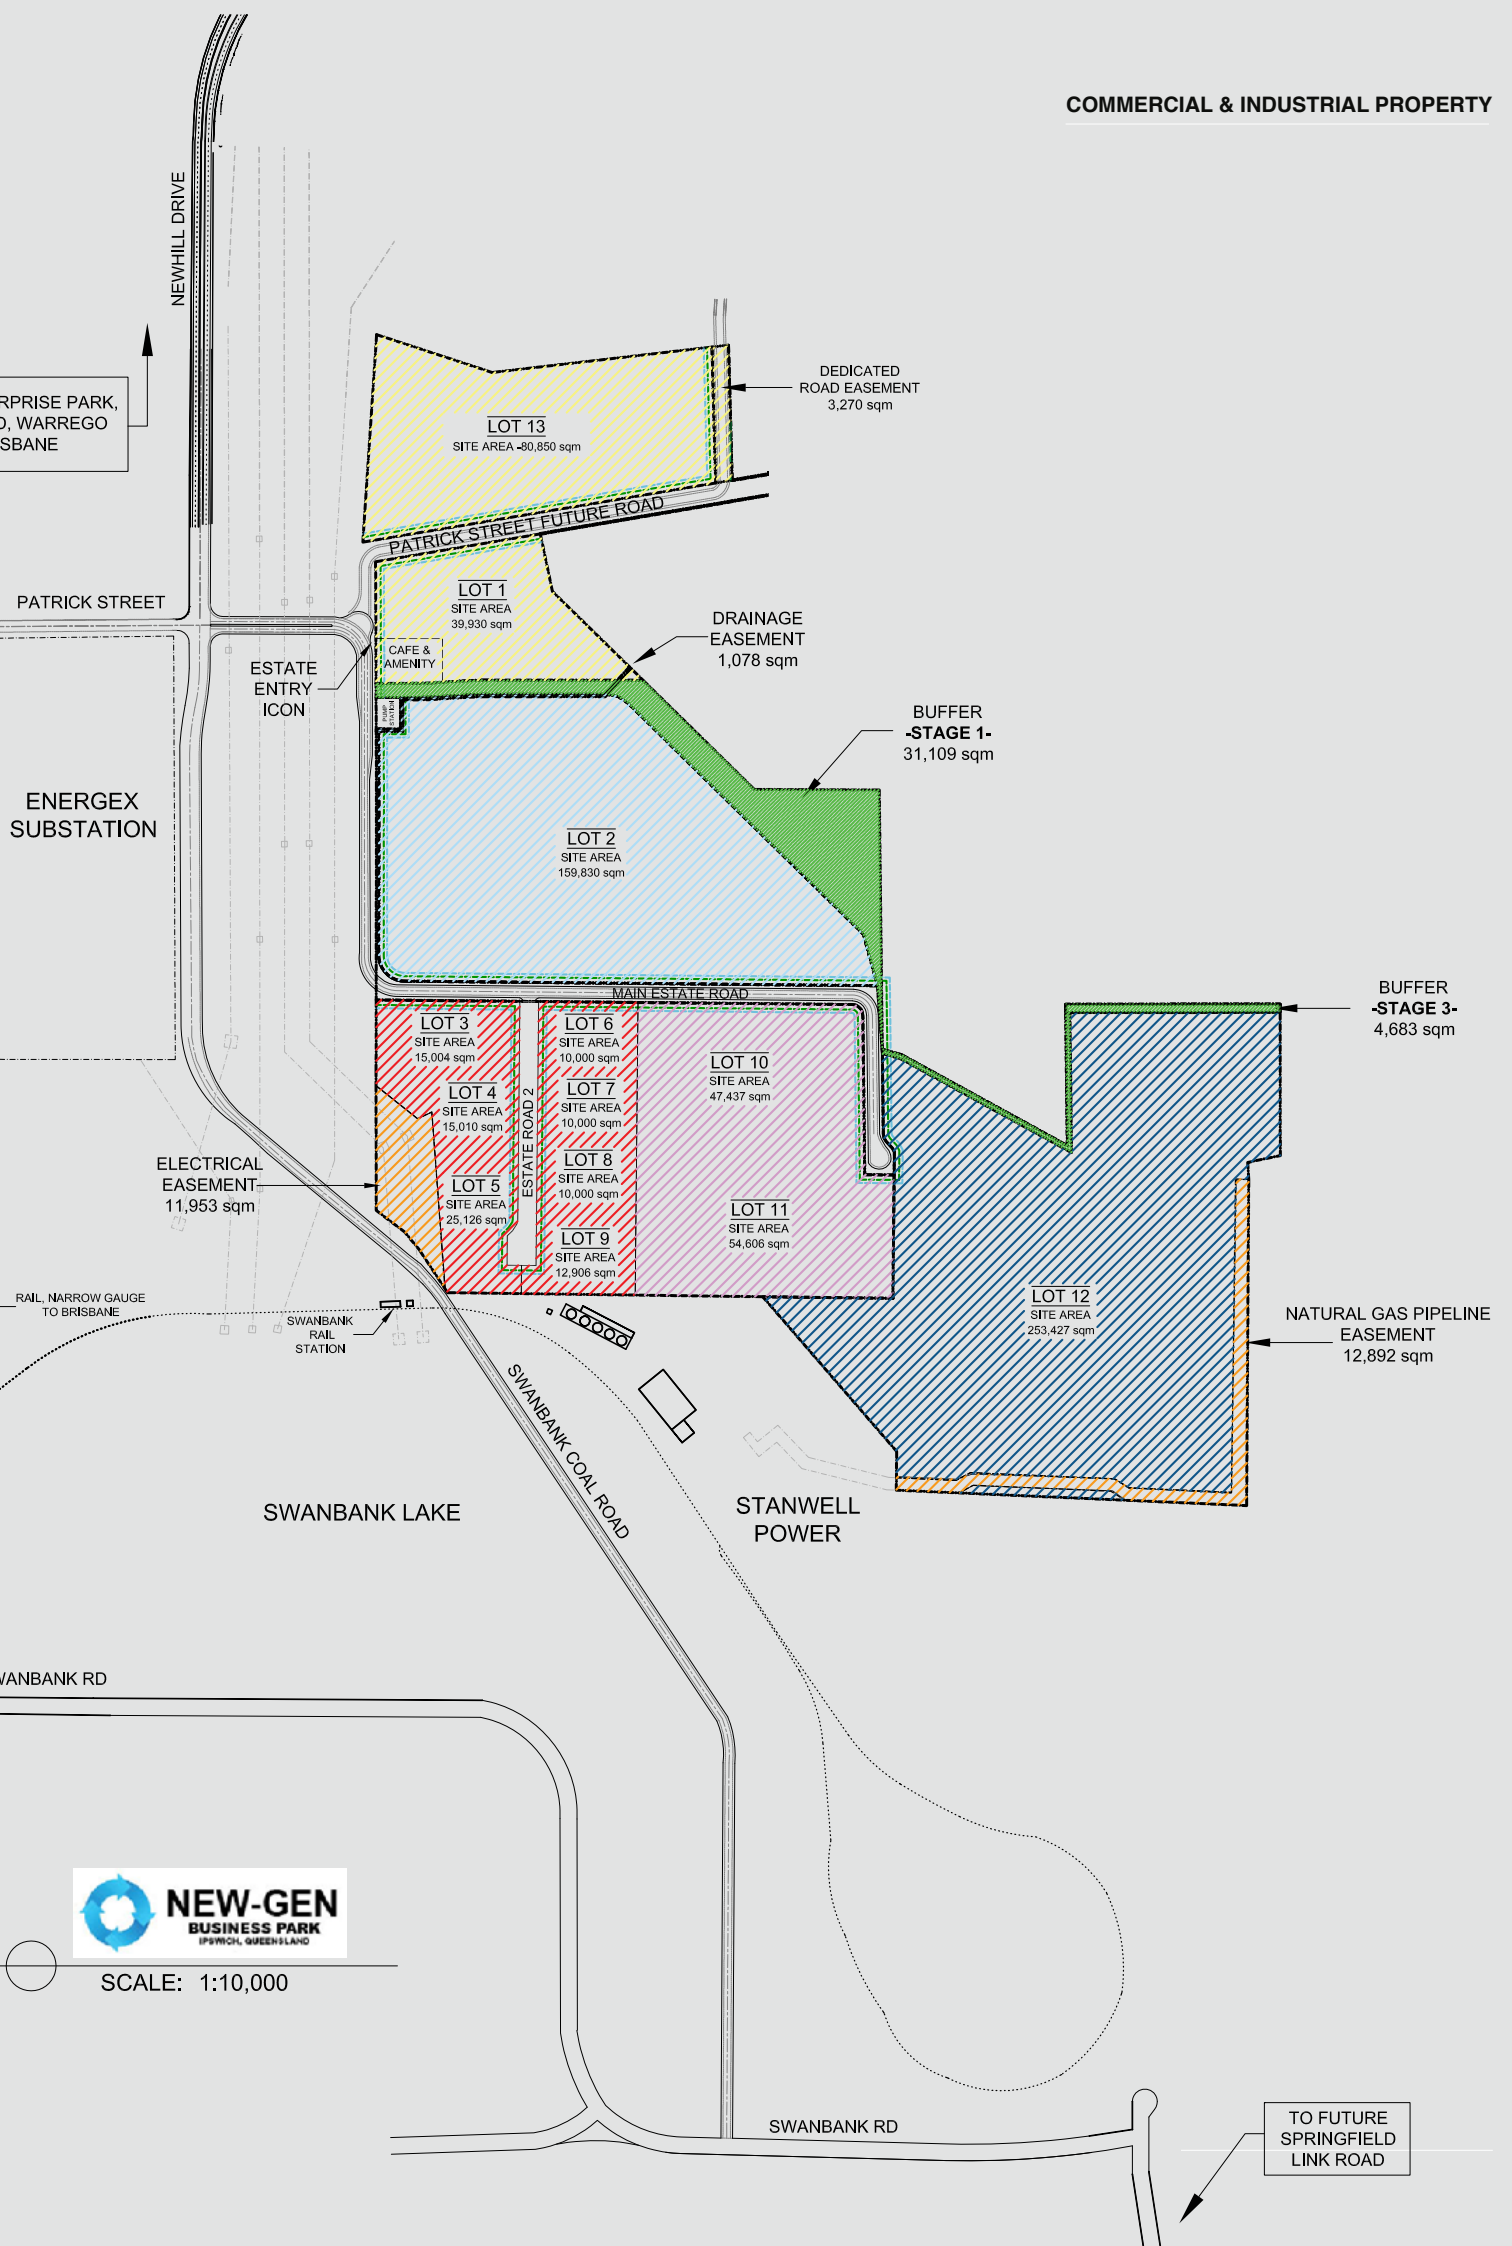 COMMERCIAL & INDUSTRIAL PROPERTY
NEWHILL DRIVE
RPRISE PARK,
O, WARREGO
SBANE
DEDICATED
ROAD EASEMENT
3,270 sqm
LOT 13
SITE AREA -80,850 sqm
PATRICK STREET FUTURE ROAD
PATRICK STREET
LOT 1
SITE AREA
39,930 sqm
CAFE &
AMENITY
ESTATE
ENTRY
ICON
DRAINAGE
EASEMENT
1,078 sqm
PUMP
STATION
BUFFER
-STAGE 1-
31,109 sqm
ENERGEX
SUBSTATION
LOT 2
SITE AREA
159,830 sqm
MAIN ESTATE ROAD
BUFFER
-STAGE 3-
4,683 sqm
LOT 3
SITE AREA
15,004 sqm
LOT 4
SITE AREA
15,010 sqm
LOT 5
SITE AREA
25,126 sqm
ESTATE ROAD 2
LOT 6
SITE AREA
10,000 sqm
LOT 7
SITE AREA
10,000 sqm
LOT 8
SITE AREA
10,000 sqm
LOT 9
SITE AREA
12,906 sqm
LOT 10
SITE AREA
47,437 sqm
LOT 11
SITE AREA
54,606 sqm
ELECTRICAL
EASEMENT
11,953 sqm
LOT 12
SITE AREA
253,427 sqm
NATURAL GAS PIPELINE
EASEMENT
12,892 sqm
RAIL, NARROW GAUGE
TO BRISBANE
SWANBANK
RAIL
STATION
SWANBANK COAL ROAD
SWANBANK LAKE
STANWELL
POWER
WANBANK RD
NEW-GEN
BUSINESS PARK
IPSWICH, QUEENSLAND
SCALE: 1:10,000
SWANBANK RD
TO FUTURE
SPRINGFIELD
LINK ROAD